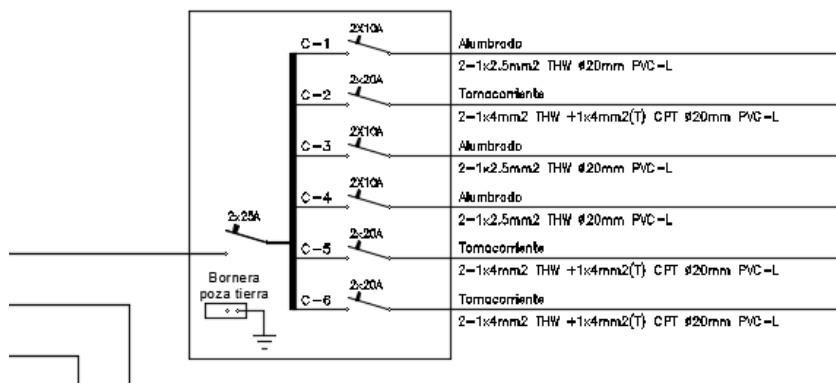 C-1 2X10A Alumbrado
2-1x2.5mm2 THW Ø20mm PVC-L
C-2 2x20A Tomacorriente
2-1x4mm2 THW +1x4mm2(T) CPT Ø20mm PVC-L
C-3 2X10A Alumbrado
2-1x2.5mm2 THW Ø20mm PVC-L
C-4 2X10A Alumbrado
2-1x2.5mm2 THW Ø20mm PVC-L
2x25A
C-5 2x20A Tomacorriente
2-1x4mm2 THW +1x4mm2(T) CPT Ø20mm PVC-L
Bornera
poza tierra
C-6 2x20A Tomacorriente
2-1x4mm2 THW +1x4mm2(T) CPT Ø20mm PVC-L